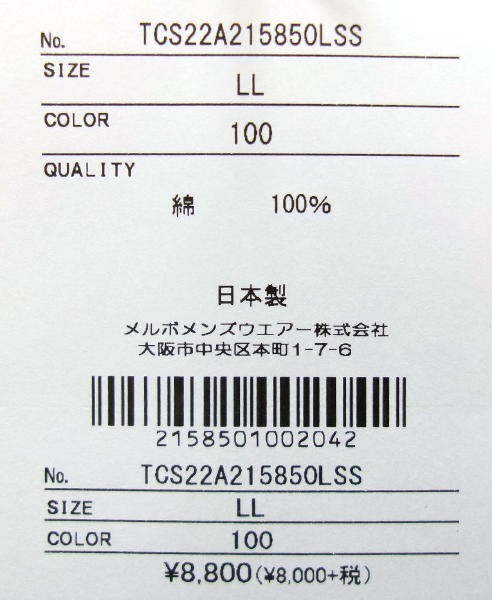 No. TCS22A215850LSS
SIZE
LL
COLOR
100
QUALITY
綿 100%
日本製
メルボメンズウエアー株式会社
大阪市中央区本町1-7-6
2158501002042
No. TCS22A215850LSS
SIZE LL
COLOR 100
¥8,800(¥8,000+税)